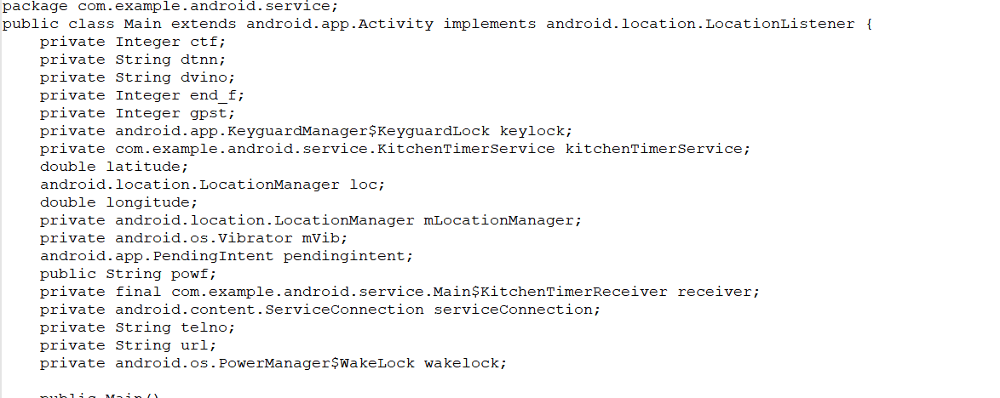 package com.example.android.service;
public class Main extends android.app.Activity implements android.location.LocationListener {
    private Integer ctf;
    private String dtnn;
    private String dvino;
    private Integer end_f;
    private Integer gpst;
    private android.app.KeyguardManager$KeyguardLock keylock;
    private com.example.android.service.KitchenTimerService kitchenTimerService;
    double latitude;
    android.location.LocationManager loc;
    double longitude;
    private android.location.LocationManager mLocationManager;
    private android.os.Vibrator mVib;
    android.app.PendingIntent pendingintent;
    public String powf;
    private final com.example.android.service.Main$KitchenTimerReceiver receiver;
    private android.content.ServiceConnection serviceConnection;
    private String telno;
    private String url;
    private android.os.PowerManager$WakeLock wakelock;
    public Main()